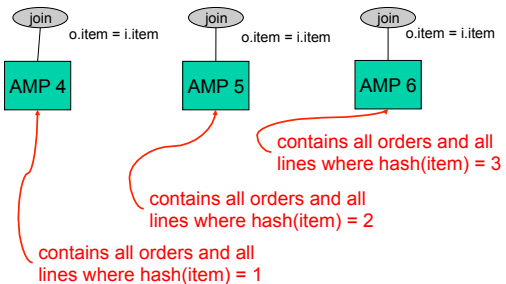 join
join
join
o.item = i.item
o.item = i.item
o.item = i.item
AMP 4
AMP 5
AMP 6
contains all orders and all
lines where hash(item) = 3
contains all orders and all
lines where hash(item) = 2
contains all orders and all
lines where hash(item) = 1